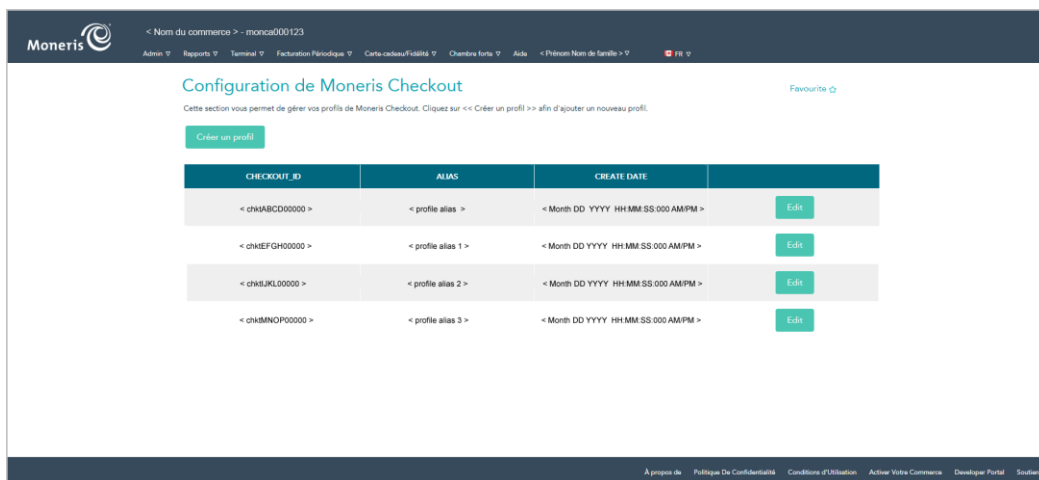 Moneris
< Nom du commerce > - monca000123
Admin Rapports Terminal Facturation Périodique Carte-cadeau/Fidélité Chambre forte Aide < Prénom Nom de famille > FR
Configuration de Moneris Checkout
Favourite
Cette section vous permet de gérer vos profils de Moneris Checkout. Cliquez sur << Créer un profil >> afin d'ajouter un nouveau profil.
Créer un profil
CHECKOUT_ID ALIAS CREATE DATE
< chktABCD00000 > < profile alias > < Month DD YYYY HH:MM:SS:000 AM/PM > Edit
< chktEFGH00000 > < profile alias 1 > < Month DD YYYY HH:MM:SS:000 AM/PM > Edit
< chktIJKL00000 > < profile alias 2 > < Month DD YYYY HH:MM:SS:000 AM/PM > Edit
< chktMNOP00000 > < profile alias 3 > < Month DD YYYY HH:MM:SS:000 AM/PM > Edit
À propos de Politique De Confidentialité Conditions d'Utilisation Activer Votre Commerce Developer Portal Soutien